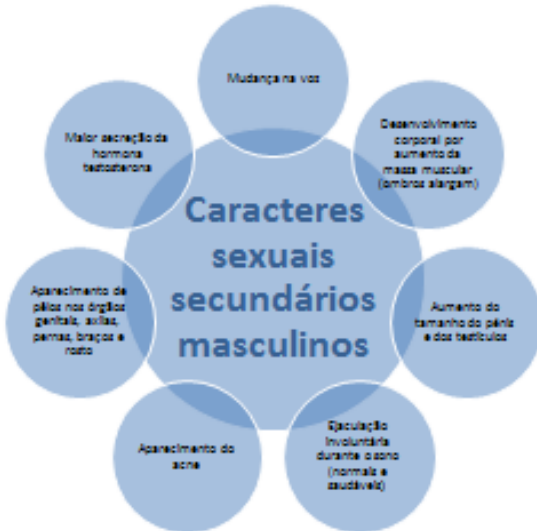 Mudança na voz
Desenvolvimento
corporal por
aumento da
massa muscular
(ombros alargam)
Aumento do
tamanho do pénis
e dos testículos
Ejaculação
involuntária
durante o sono
(normais e
saudáveis)
Aparecimento do
acne
Aparecimento de
pêlos nos órgãos
genitais, axilas,
pernas, braços e
rosto
Maior secreção da
hormona
testosterona
Caracteres
sexuais
secundários
masculinos